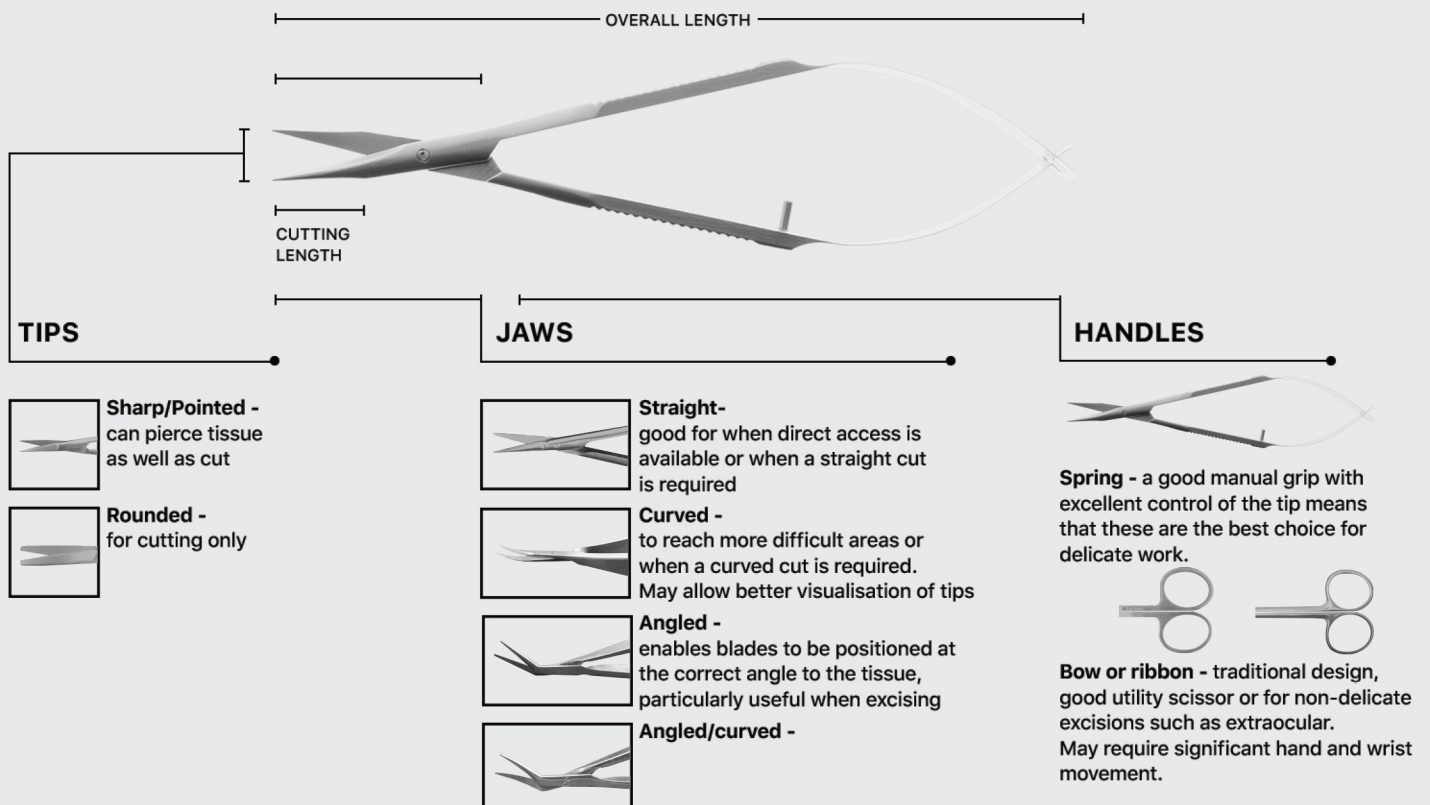 OVERALL LENGTH
CUTTING
LENGTH
TIPS
Sharp/Pointed -
can pierce tissue
as well as cut
Rounded -
for cutting only
JAWS
Straight-
good for when direct access is
available or when a straight cut
is required
Curved -
to reach more difficult areas or
when a curved cut is required.
May allow better visualisation of tips
Angled -
enables blades to be positioned at
the correct angle to the tissue,
particularly useful when excising
Angled/curved -
HANDLES
Spring - a good manual grip with
excellent control of the tip means
that these are the best choice for
delicate work.
Bow or ribbon - traditional design,
good utility scissor or for non-delicate
excisions such as extraocular.
May require significant hand and wrist
movement.